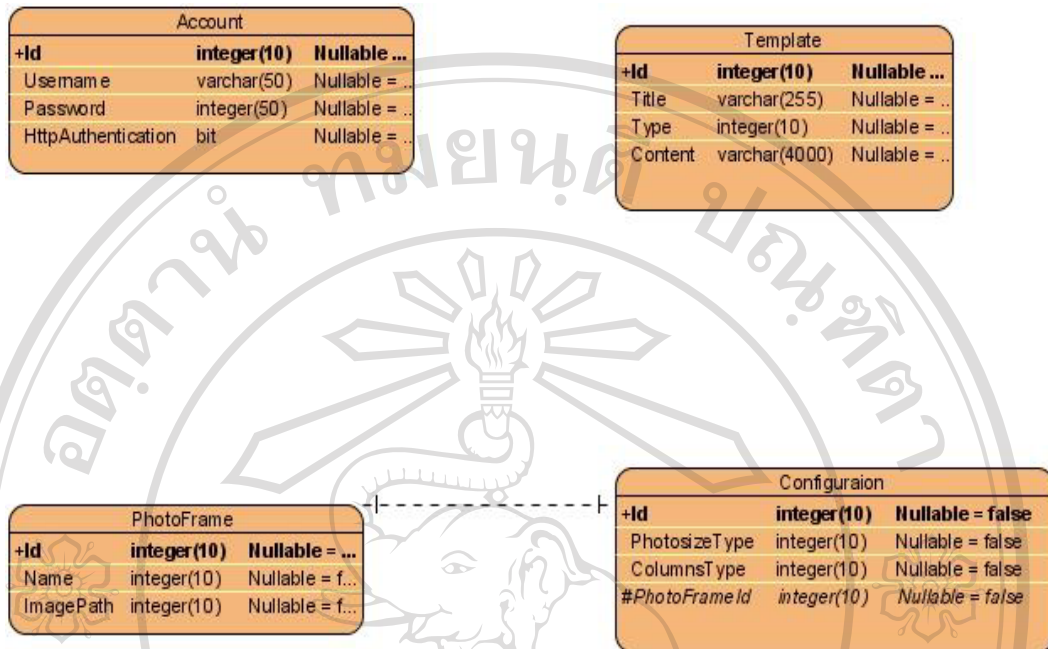 Account
+Id integer(10) Nullable ...
Username varchar(50) Nullable = ..
Password integer(50) Nullable = ..
HttpAuthentication bit Nullable = ..
Template
+Id integer(10) Nullable ...
Title varchar(255) Nullable = ..
Type integer(10) Nullable = ..
Content varchar(4000) Nullable = ..
PhotoFrame
+Id integer(10) Nullable = ...
Name integer(10) Nullable = f...
ImagePath integer(10) Nullable = f...
Configuraion
+Id integer(10) Nullable = false
PhotosizeType integer(10) Nullable = false
ColumnsType integer(10) Nullable = false
#PhotoFrameId integer(10) Nullable = false